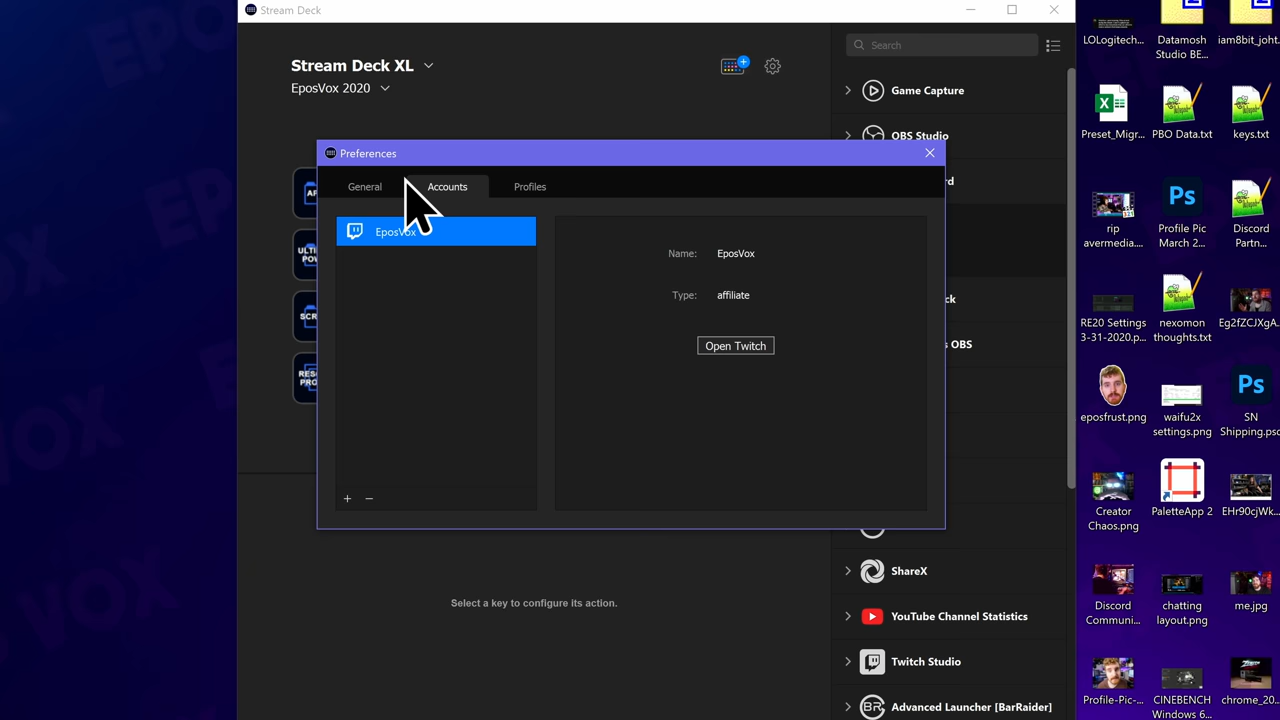 Stream Deck
Stream Deck XL
EposVox 2020
Search
Game Capture
OBS Studio
Preferences
General
Accounts
Profiles
EposVox
Name: EposVox
Type: affiliate
Open Twitch
+ −
Select a key to configure its action.
ShareX
YouTube Channel Statistics
Twitch Studio
Advanced Launcher [BarRaider]
LOLogitech...
Datamosh
Studio BE...
iam8bit_joht...
Preset_Migr...
PBO Data.txt
keys.txt
rip
avermedia....
Profile Pic
March 2...
Discord
Partn...
RE20 Settings
3-31-2020.p...
nexomon
thoughts.txt
Eg2fZCJXgA...
eposfrust.png
waifu2x
settings.png
SN
Shipping.psd
Creator
Chaos.png
PaletteApp 2
EHr90cjWk...
Discord
Communi...
chatting
layout.png
me.jpg
Profile-Pic-...
CINEBENCH
Windows 6...
chrome_20...